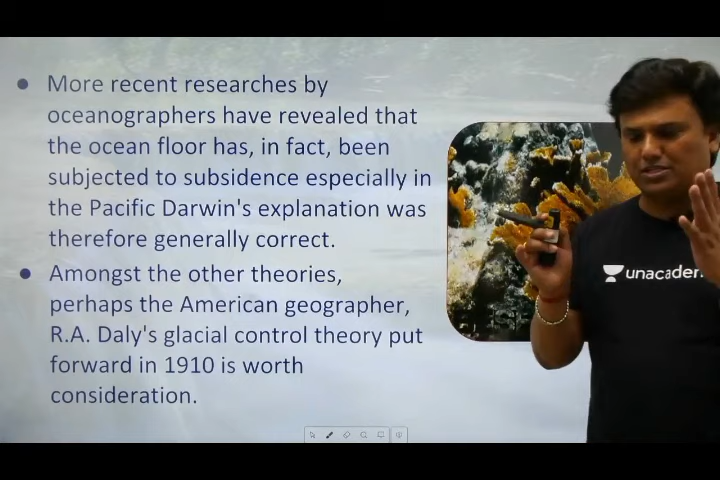 More recent researches by
oceanographers have revealed that
the ocean floor has, in fact, been
subjected to subsidence especially in
the Pacific Darwin's explanation was
therefore generally correct.
Amongst the other theories,
perhaps the American geographer,
R.A. Daly's glacial control theory put
forward in 1910 is worth
consideration.